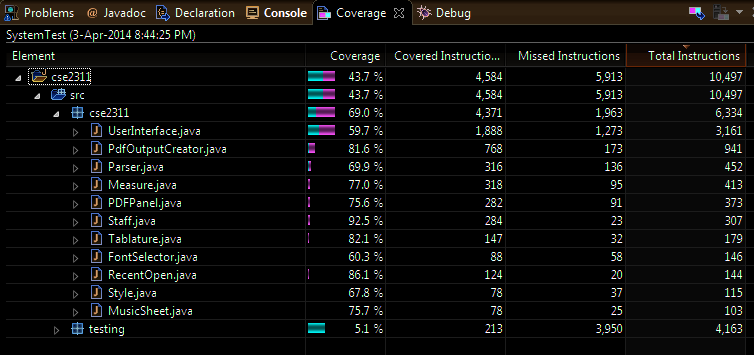 Problems @ Javadoc Declaration Console Coverage Debug
SystemTest (3-Apr-2014 8:44:25 PM)
Element Coverage Covered Instructio... Missed Instructions Total Instructions
cse2311 43.7 % 4,584 5,913 10,497
src 43.7 % 4,584 5,913 10,497
cse2311 69.0 % 4,371 1,963 6,334
UserInterface.java 59.7 % 1,888 1,273 3,161
PdfOutputCreator.java 81.6 % 768 173 941
Parser.java 69.9 % 316 136 452
Measure.java 77.0 % 318 95 413
PDFPanel.java 75.6 % 282 91 373
Staff.java 92.5 % 284 23 307
Tablature.java 82.1 % 147 32 179
FontSelector.java 60.3 % 88 58 146
RecentOpen.java 86.1 % 124 20 144
Style.java 67.8 % 78 37 115
MusicSheet.java 75.7 % 78 25 103
testing 5.1 % 213 3,950 4,163